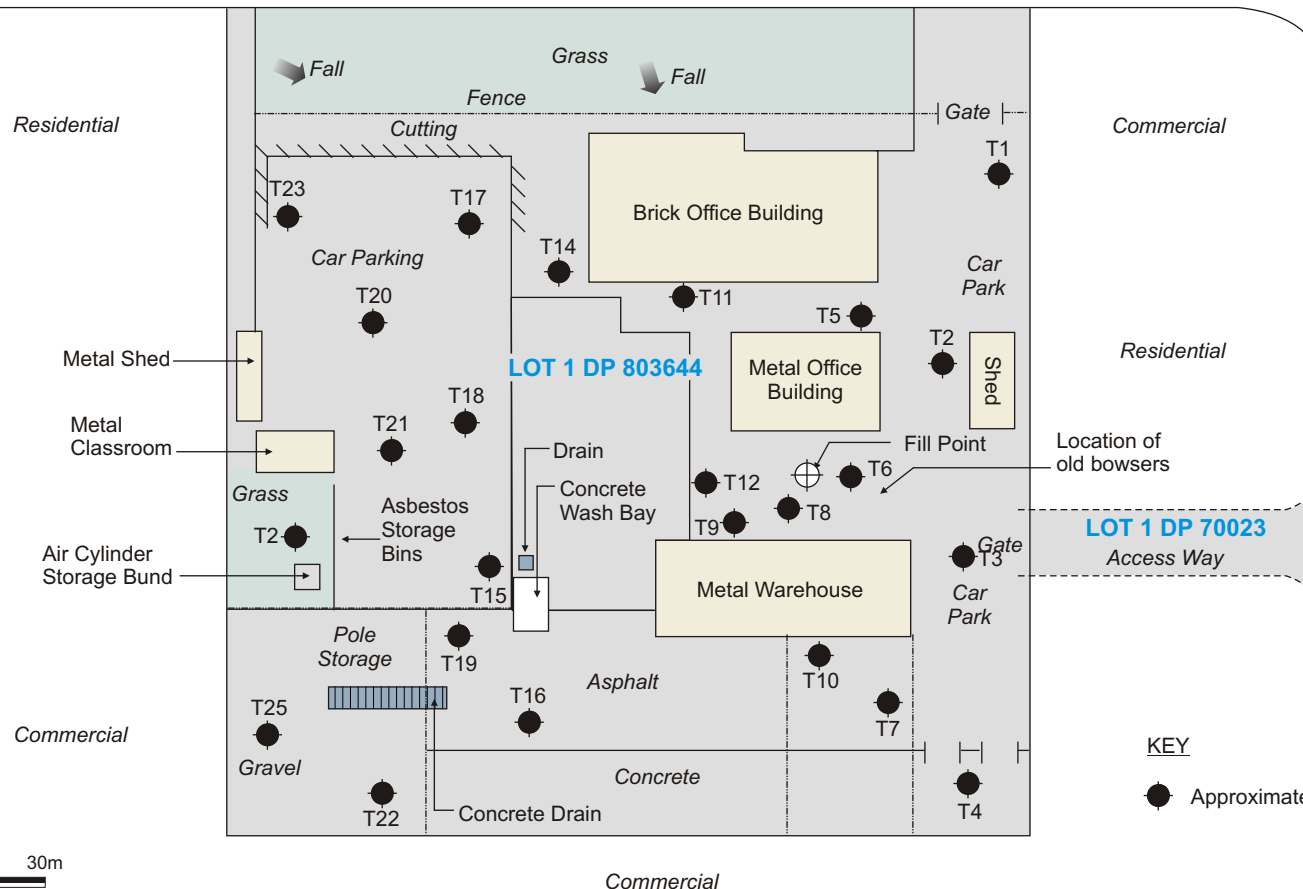 Grass
Fall
Fall
Fence
Gate
Residential
Commercial
Cutting
T1
T23
T17
Brick Office Building
T14
Car Parking
Car
Park
T20
T11
T5
T2
Metal Shed
LOT 1 DP 803644
Metal Office
Building
Shed
Residential
T18
Metal
Classroom
T21
Drain
Fill Point
Location of
old bowsers
Grass
Asbestos
Storage
Bins
Concrete
Wash Bay
T12
T6
T8
T9
T2
LOT 1 DP 70023
Access Way
Air Cylinder
Storage Bund
Gate
T3
T15
Metal Warehouse
Car
Park
Pole
Storage
T19
T10
Asphalt
T16
T25
T7
Commercial
Gravel
KEY
Concrete
T22
Concrete Drain
T4
Approximate
30m
Commercial